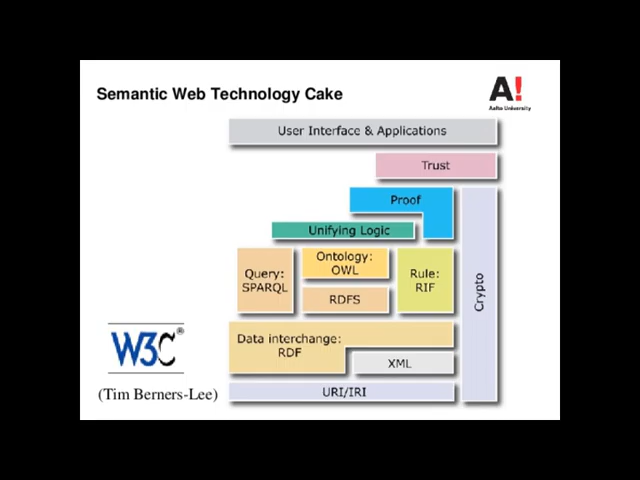 Semantic Web Technology Cake
A!
Aalto University
User Interface & Applications
Trust
Proof
Unifying Logic
Query:
SPARQL
Ontology:
OWL
RDFS
Rule:
RIF
Crypto
Data interchange:
RDF
XML
URI/IRI
W3C®
(Tim Berners-Lee)